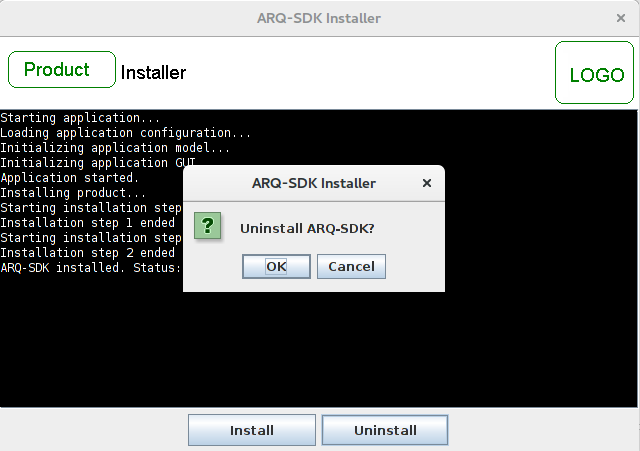 ARQ-SDK Installer
Product Installer
LOGO
Starting application...
Loading application configuration...
Initializing application model...
Initializing application GUI
Application started.
Installing product...
Starting installation step
Installation step 1 ended
Starting installation step
Installation step 2 ended
ARQ-SDK installed. Status:
ARQ-SDK Installer
?
Uninstall ARQ-SDK?
OK Cancel
Install Uninstall